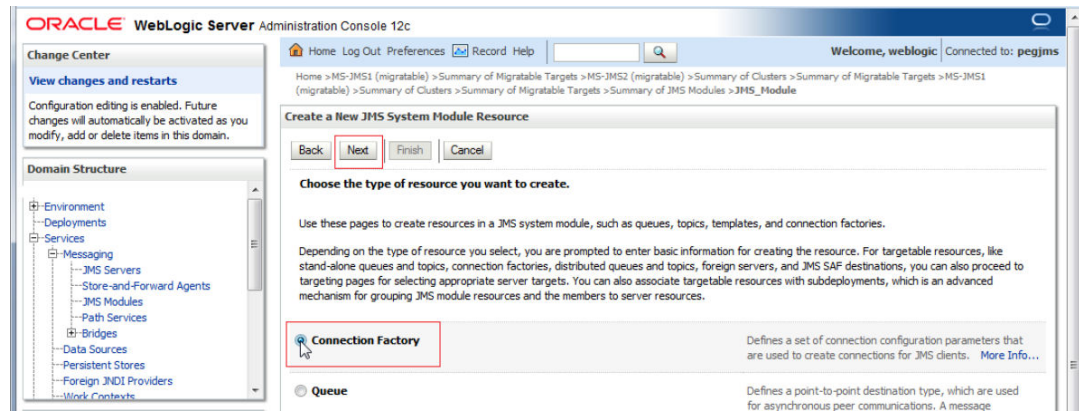 ORACLE WebLogic Server Administration Console 12c
Change Center
View changes and restarts
Configuration editing is enabled. Future
changes will automatically be activated as you
modify, add or delete items in this domain.
Domain Structure
Environment
Deployments
Services
Messaging
JMS Servers
Store-and-Forward Agents
JMS Modules
Path Services
Bridges
Data Sources
Persistent Stores
Foreign JNDI Providers
Work Contexts
Home Log Out Preferences Record Help
Welcome, weblogic Connected to: pegjms
Home >MS-JMS1 (migratable) >Summary of Migratable Targets >MS-JMS2 (migratable) >Summary of Clusters >Summary of Migratable Targets >MS-JMS1
(migratable) >Summary of Clusters >Summary of Migratable Targets >Summary of JMS Modules >JMS_Module
Create a New JMS System Module Resource
Back Next Finish Cancel
Choose the type of resource you want to create.
Use these pages to create resources in a JMS system module, such as queues, topics, templates, and connection factories.
Depending on the type of resource you select, you are prompted to enter basic information for creating the resource. For targetable resources, like
stand-alone queues and topics, connection factories, distributed queues and topics, foreign servers, and JMS SAF destinations, you can also proceed to
targeting pages for selecting appropriate server targets. You can also associate targetable resources with subdeployments, which is an advanced
mechanism for grouping JMS module resources and the members to server resources.
Connection Factory
Defines a set of connection configuration parameters that
are used to create connections for JMS clients. More Info...
Queue
Defines a point-to-point destination type, which are used
for asynchronous peer communications. A message